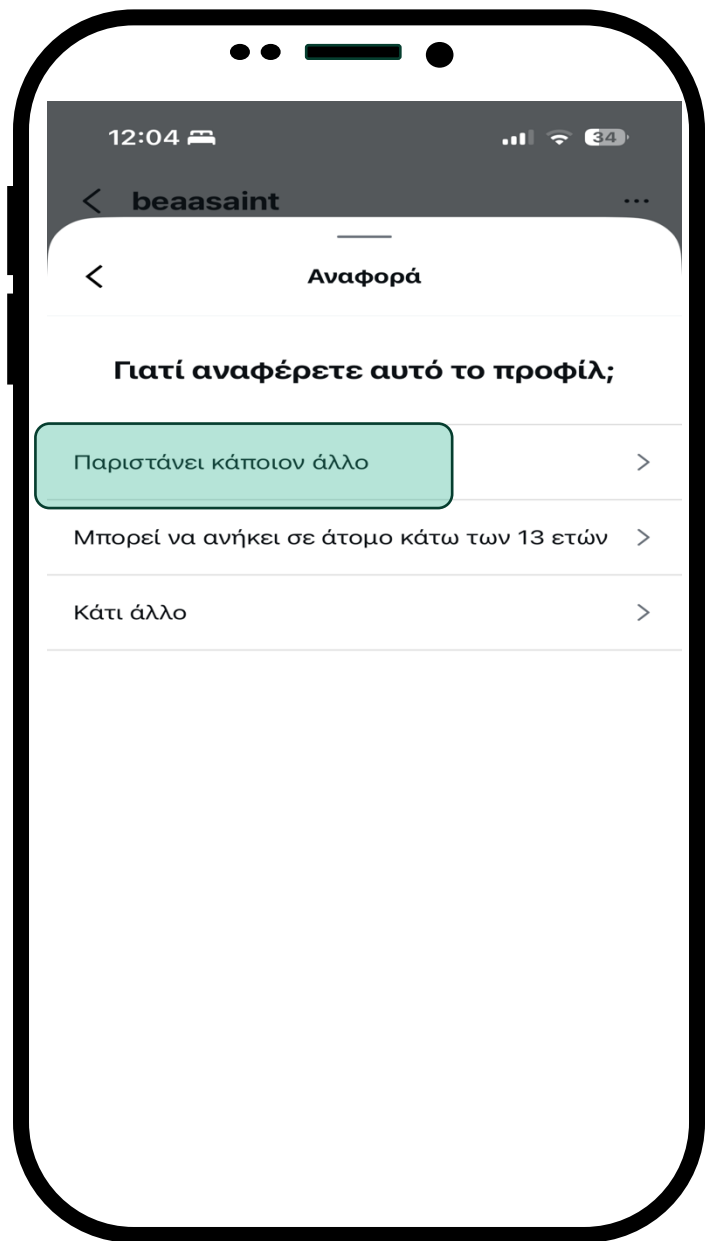 12:04
34
beaasaint
Αναφορά
Γιατί αναφέρετε αυτό το προφίλ;
Παριστάνει κάποιον άλλο
Μπορεί να ανήκει σε άτομο κάτω των 13 ετών
Κάτι άλλο